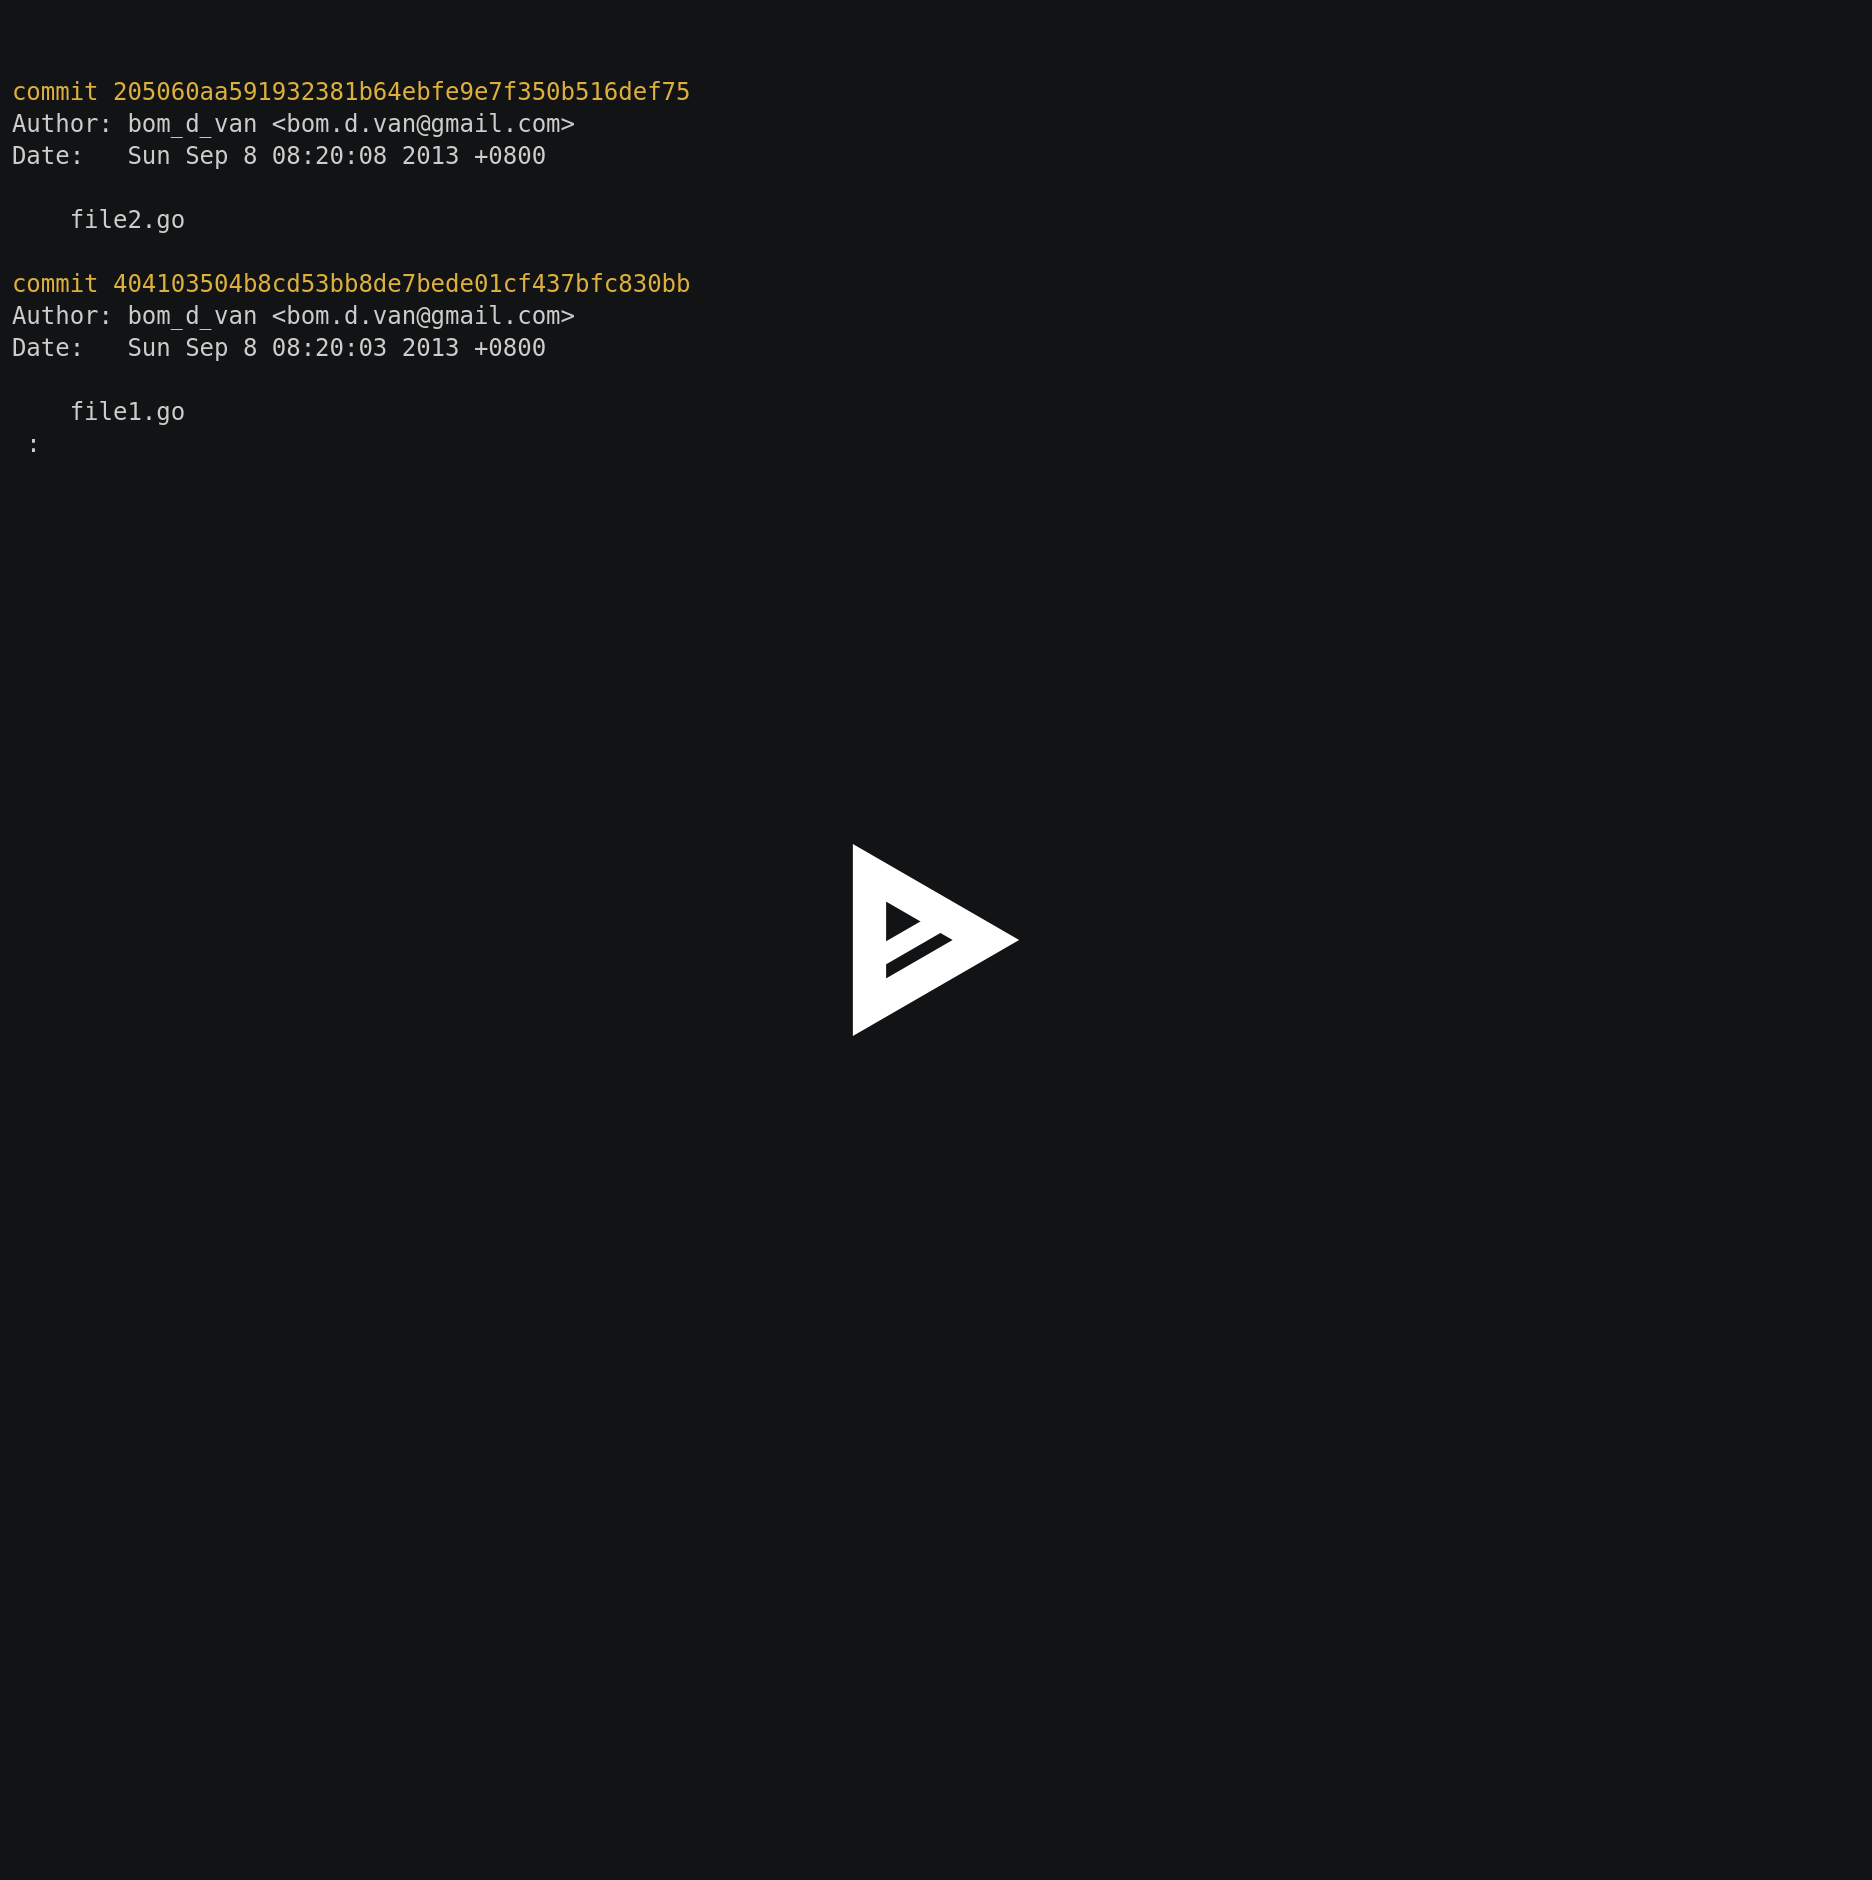 commit 205060aa591932381b64ebfe9e7f350b516def75
Author: bom_d_van <bom.d.van@gmail.com>
Date:   Sun Sep 8 08:20:08 2013 +0800

    file2.go

commit 404103504b8cd53bb8de7bede01cf437bfc830bb
Author: bom_d_van <bom.d.van@gmail.com>
Date:   Sun Sep 8 08:20:03 2013 +0800

    file1.go
 :